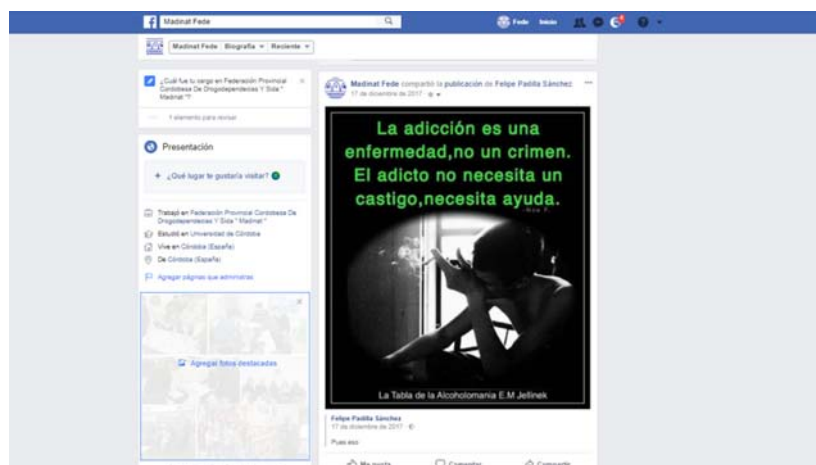 Madinat Fede
Fede Inicio
Madinat Fede Biografía Reciente
¿Cuál fue tu cargo en Federación Provincial
Cordobesa De Drogodependecias Y Sida "
Madinat "?
1 elemento para revisar
Presentación
+ ¿Qué lugar te gustaría visitar?
Trabajó en Federación Provincial Cordobesa De
Drogodependecias Y Sida " Madinat "
Estudió en Universidad de Córdoba
Vive en Córdoba (España)
De Córdoba (España)
Agregar páginas que administras
Agregar fotos destacadas
Madinat Fede compartió la publicación de Felipe Padilla Sánchez
17 de diciembre de 2017
La adicción es una
enfermedad,no un crimen.
El adicto no necesita un
castigo,necesita ayuda.
La Tabla de la Alcoholomania E.M Jellinek
Felipe Padilla Sánchez
17 de diciembre de 2017
Pues eso
Me gusta Comentar Compartir